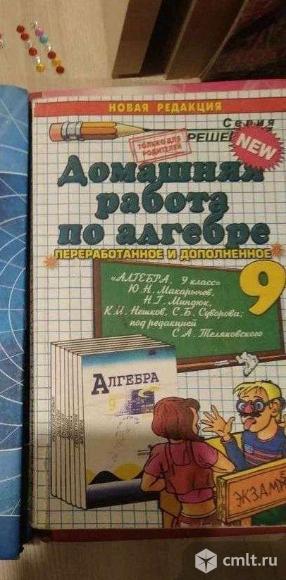 НОВАЯ РЕДАКЦИЯ
Серия
ТОЛЬКО ДЛЯ
РОДИТЕЛЕЙ
NEW
Домашняя
работа
по алгебре
ПЕРЕРАБОТАННОЕ И ДОПОЛНЕННОЕ
9
«АЛГЕБРА. 9 класс»
Ю.Н. Макарычев,
Н.Г. Миндюк,
К.И. Нешков, С.Б. Суворова;
под редакцией
С.А. Теляковского
АЛГЕБРА
9
ЭКЗАМ
cmlt.ru